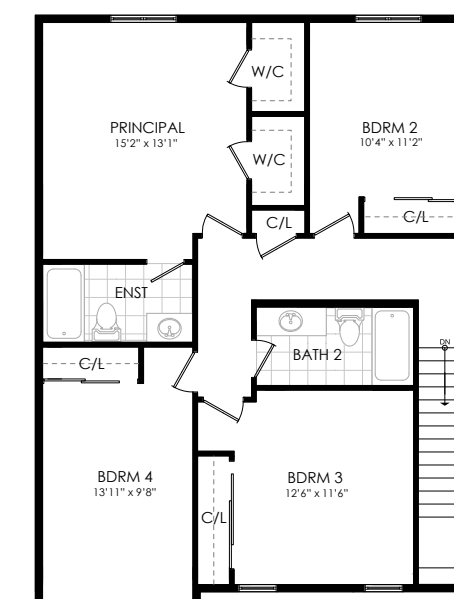 W/C
PRINCIPAL
15'2" x 13'1"
BDRM 2
10'4" x 11'2"
W/C
C/L
C/L
ENST
DN
BATH 2
C/L
BDRM 4
13'11" x 9'8"
BDRM 3
12'6" x 11'6"
C/L